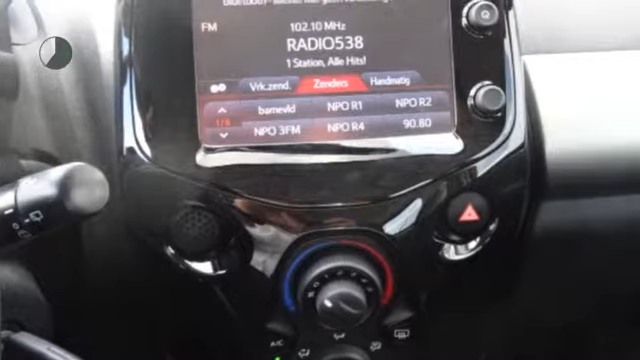 FM
102.10 MHz
RADIO538
1 Station, Alle Hits!
Vrk.zend. Zenders Handmatig
barneveld NPO R1 NPO R2
1/6
NPO 3FM NPO R4 90.80
A/C